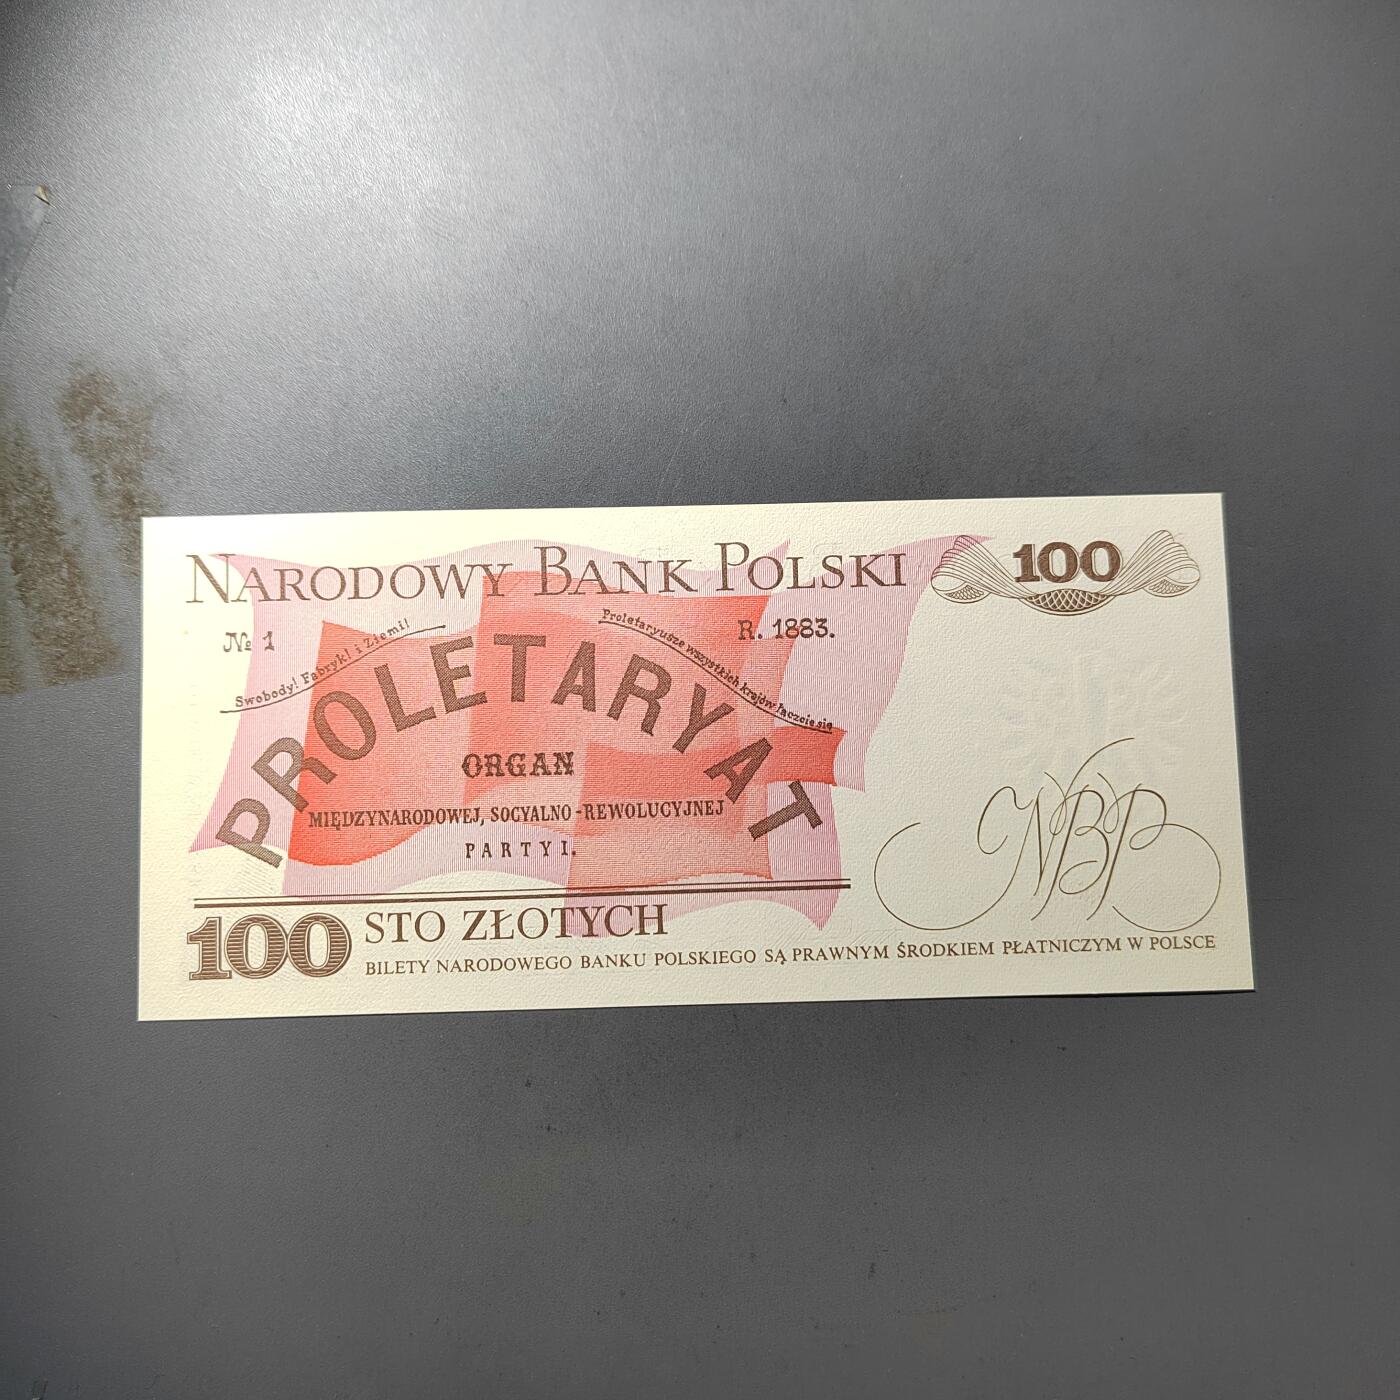 NARODOWY BANK POLSKI
100
№ 1
Swobody! Fabryk! i Ziemi!
Proletaryusze wszystkich krajów łączcie się
R. 1883.
PROLETARYAT
ORGAN
MIĘDZYNARODOWEJ, SOCYALNO-REWOLUCYJNEJ
PARTYI.
NBP
100 STO ZŁOTYCH
BILETY NARODOWEGO BANKU POLSKIEGO SĄ PRAWNYM ŚRODKIEM PŁATNICZYM W POLSCE